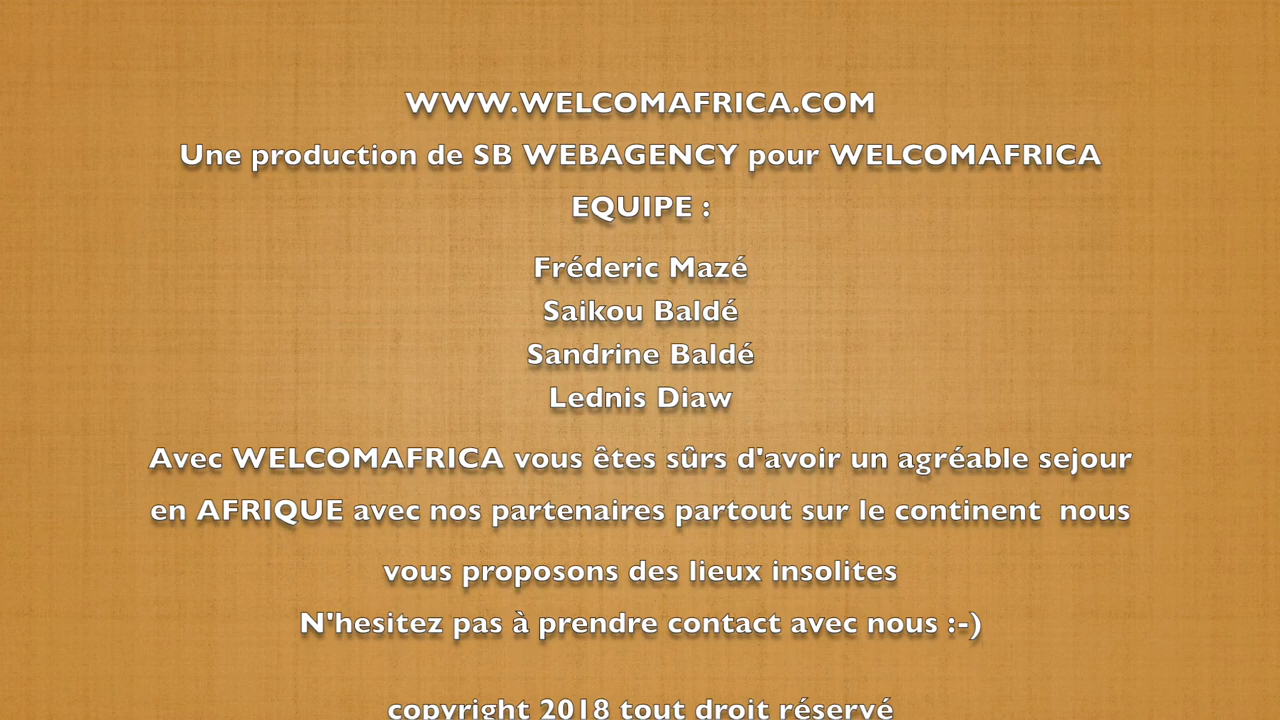 WWW.WELCOMAFRICA.COM
Une production de SB WEBAGENCY pour WELCOMAFRICA
EQUIPE :
Fréderic Mazé
Saikou Baldé
Sandrine Baldé
Lednis Diaw
Avec WELCOMAFRICA vous êtes sûrs d'avoir un agréable sejour
en AFRIQUE avec nos partenaires partout sur le continent  nous
vous proposons des lieux insolites
N'hesitez pas à prendre contact avec nous :-)
copyright 2018 tout droit réservé